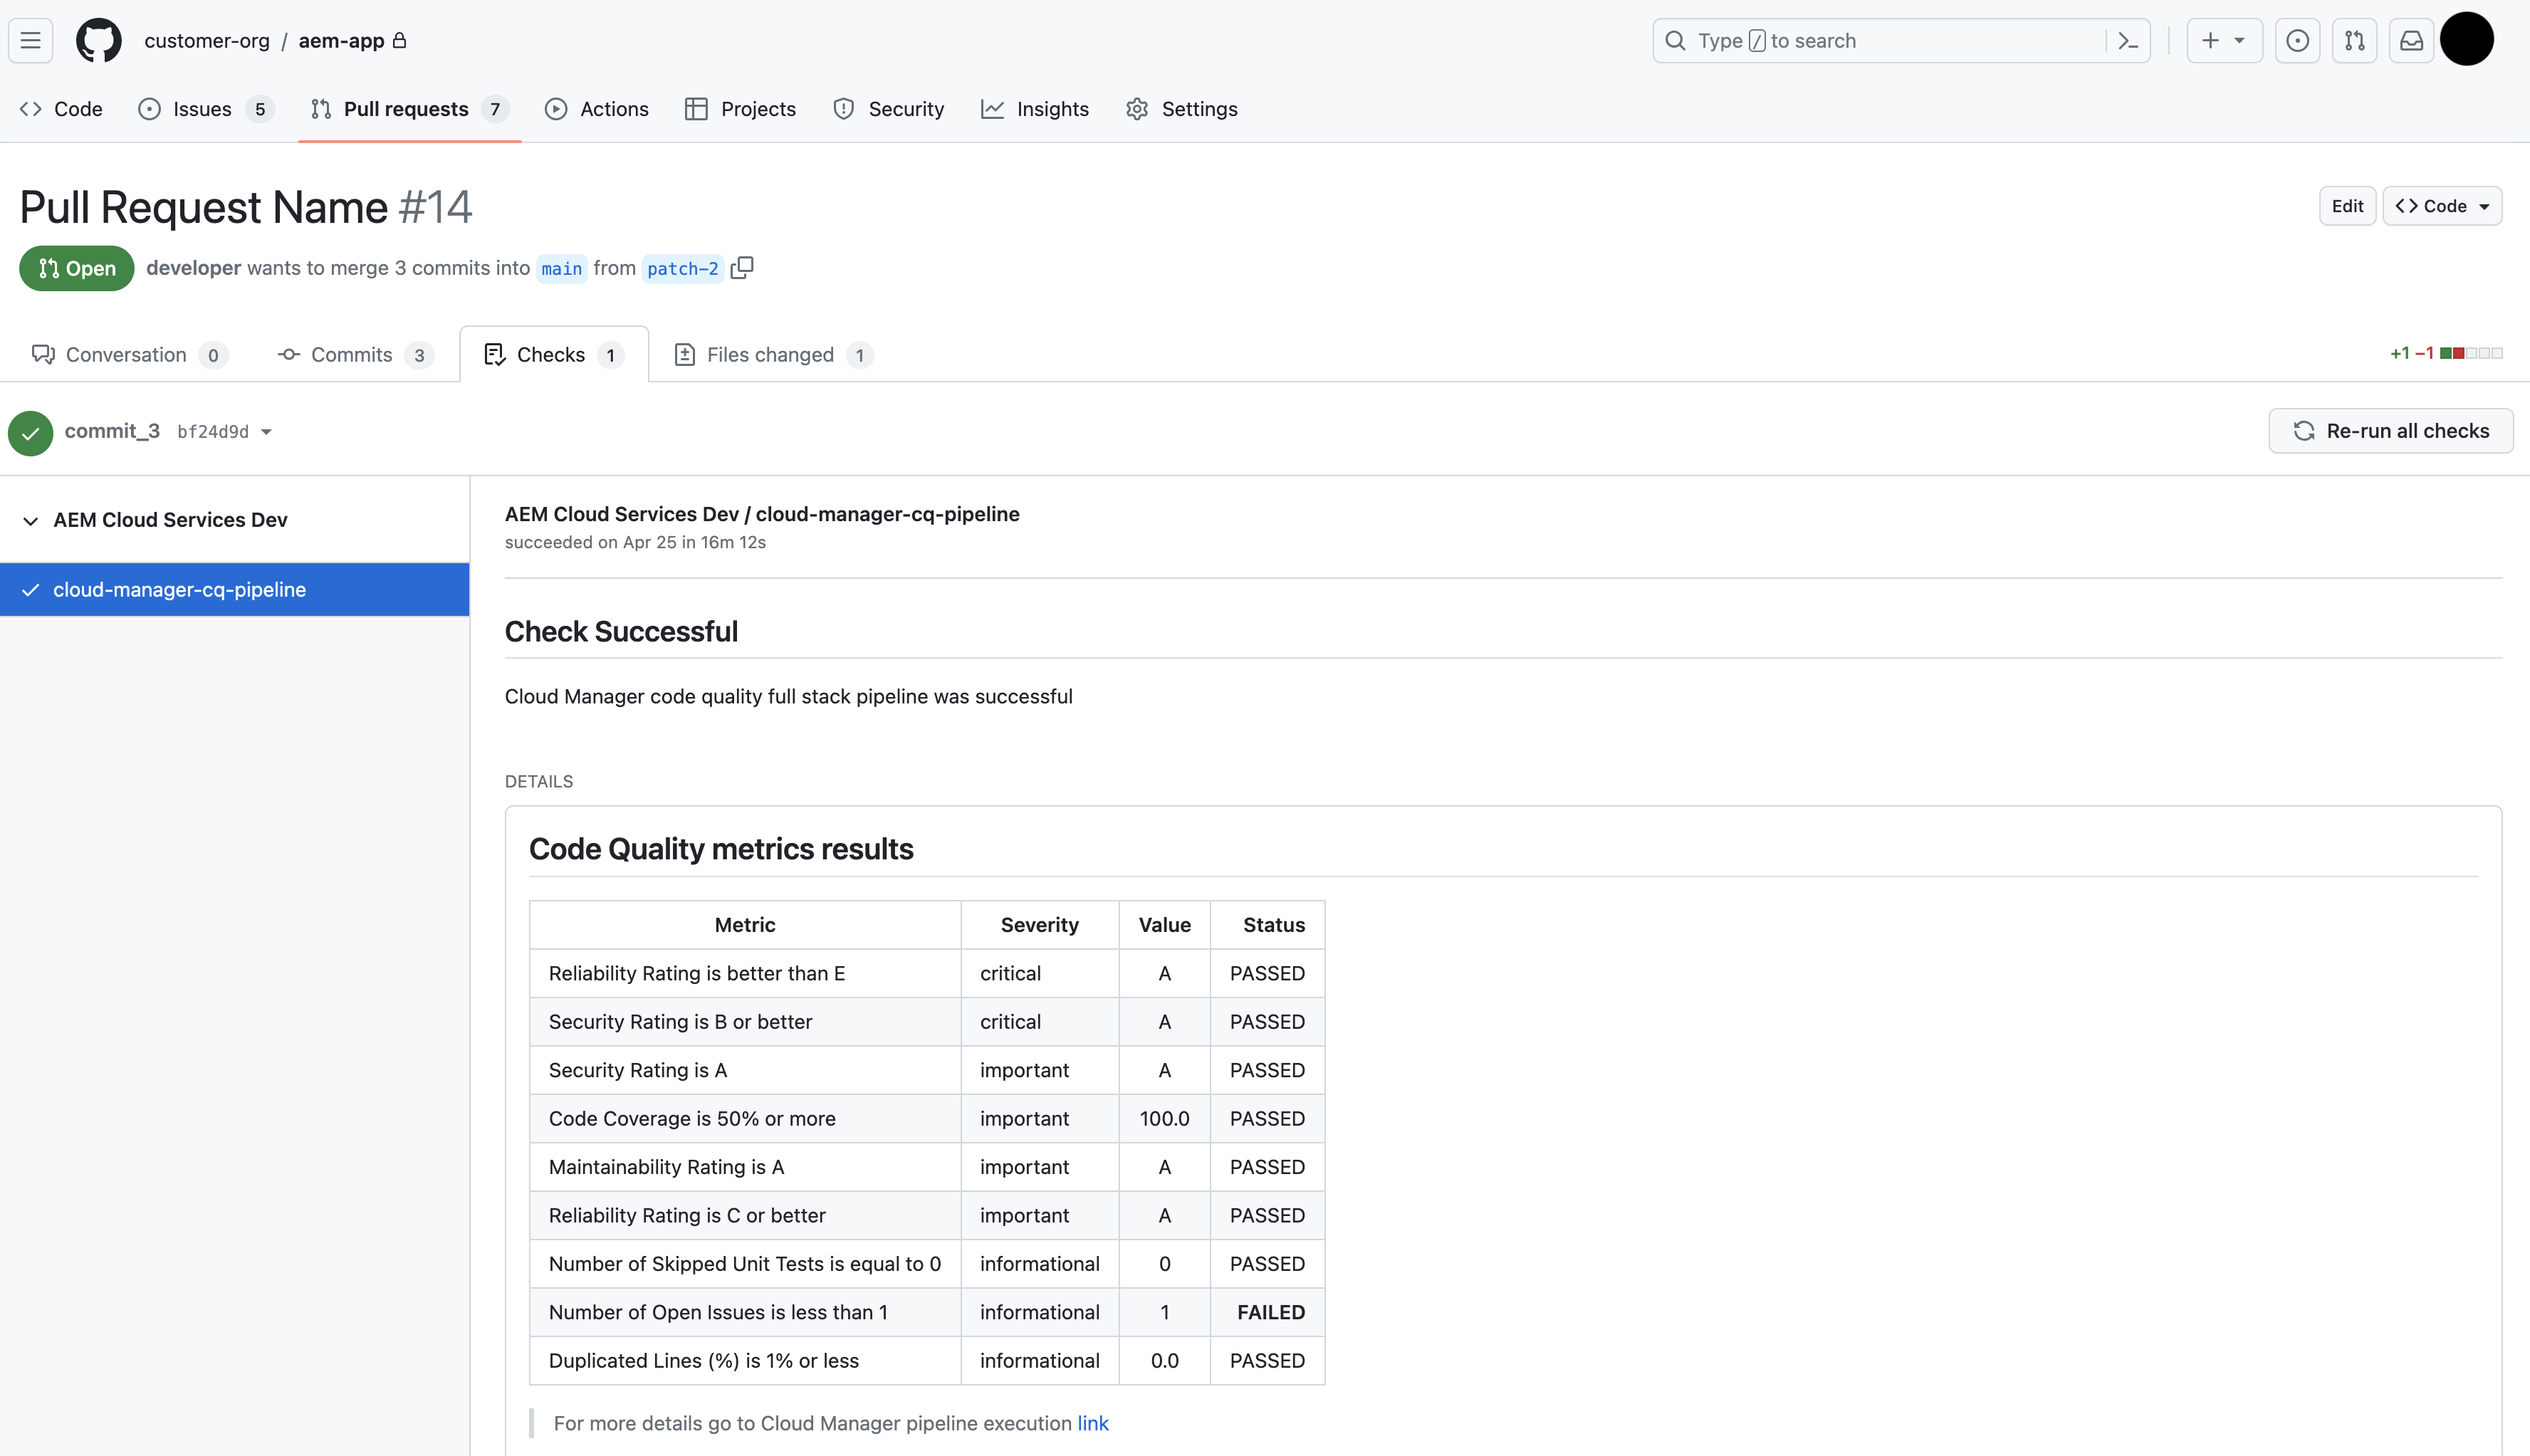 customer-org / aem-app
Type / to search
Code Issues 5 Pull requests 7 Actions Projects Security Insights Settings
Pull Request Name #14
Edit Code
Open developer wants to merge 3 commits into main from patch-2
Conversation 0 Commits 3 Checks 1 Files changed 1
+1 −1
commit_3 bf24d9d
Re-run all checks
AEM Cloud Services Dev
cloud-manager-cq-pipeline
AEM Cloud Services Dev / cloud-manager-cq-pipeline
succeeded on Apr 25 in 16m 12s
Check Successful
Cloud Manager code quality full stack pipeline was successful
DETAILS
Code Quality metrics results
Metric Severity Value Status
Reliability Rating is better than E critical A PASSED
Security Rating is B or better critical A PASSED
Security Rating is A important A PASSED
Code Coverage is 50% or more important 100.0 PASSED
Maintainability Rating is A important A PASSED
Reliability Rating is C or better important A PASSED
Number of Skipped Unit Tests is equal to 0 informational 0 PASSED
Number of Open Issues is less than 1 informational 1 FAILED
Duplicated Lines (%) is 1% or less informational 0.0 PASSED
For more details go to Cloud Manager pipeline execution link